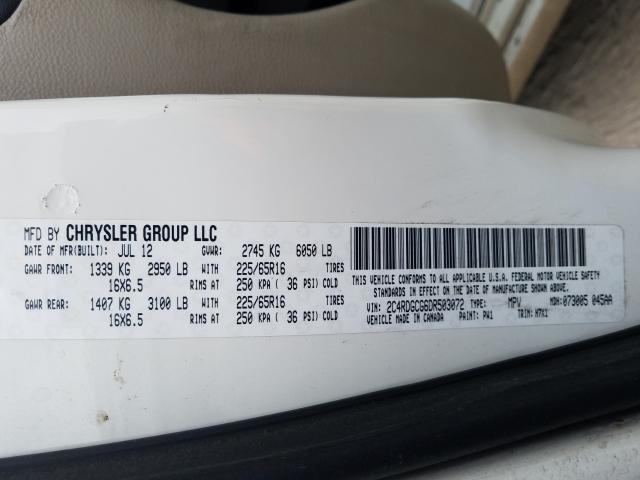 MFD BY CHRYSLER GROUP LLC
DATE OF MFR(BUILT): JUL 12 GVWR: 2745 KG 6050 LB
GAWR FRONT: 1339 KG 2950 LB WITH 225/65R16 TIRES
16X6.5 RIMS AT 250 KPA ( 36 PSI) COLD
GAWR REAR: 1407 KG 3100 LB WITH 225/65R16 TIRES
16X6.5 RIMS AT 250 KPA ( 36 PSI) COLD
THIS VEHICLE CONFORMS TO ALL APPLICABLE U.S.A. FEDERAL MOTOR VEHICLE SAFETY
STANDARDS IN EFFECT ON THE DATE OF MANUFACTURE SHOWN ABOVE.
VIN: 2C4RDGCG6DR503072 TYPE: MPV MDH: 073005 045AA
VEHICLE MADE IN CANADA PAINT: PW1 TRIM: H7X1